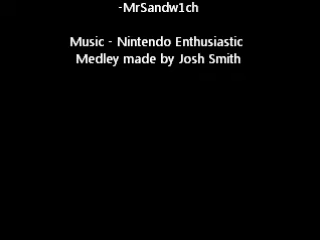 -MrSandw1ch
Music - Nintendo Enthusiastic
Medley made by Josh Smith